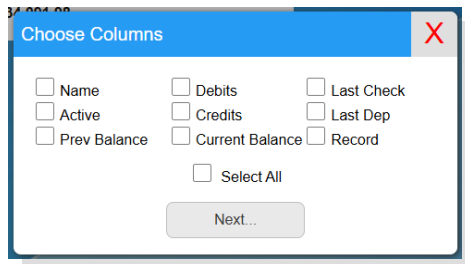 Choose Columns X
Name Debits Last Check
Active Credits Last Dep
Prev Balance Current Balance Record
Select All
Next...